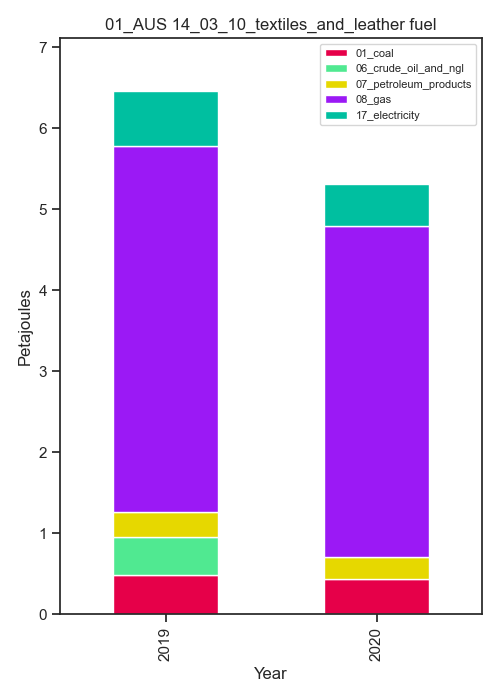 01_AUS 14_03_10_textiles_and_leather fuel
01_coal
06_crude_oil_and_ngl
07_petroleum_products
08_gas
17_electricity
7
6
5
4
3
2
1
0
Petajoules
2019
2020
Year